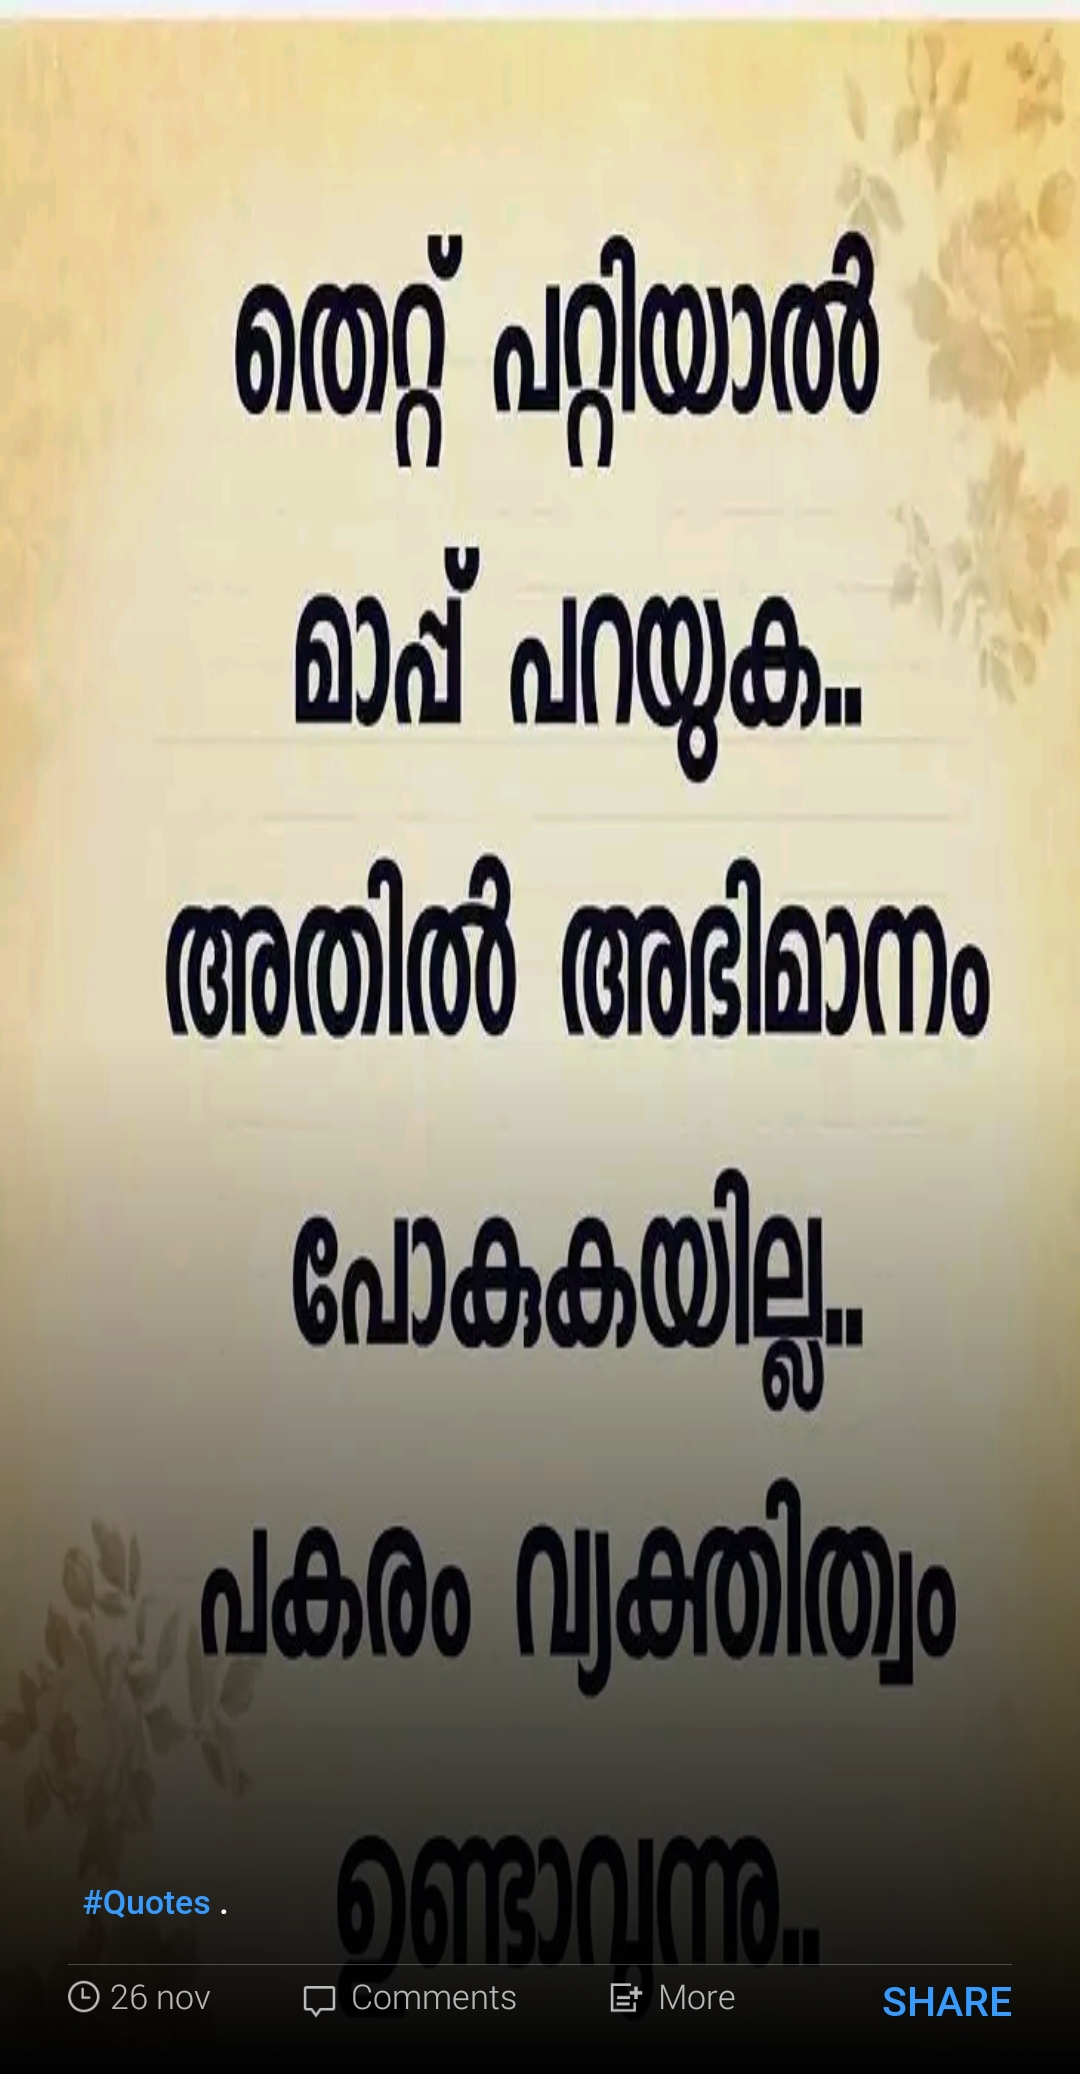 തെറ്റ് പറ്റിയാൽ
മാപ്പ് പറയുക..
അതിൽ അഭിമാനം
പോകുകയില്ല..
പകരം വ്യക്തിത്വം
ഉണ്ടാവുന്നു..
#Quotes .
26 nov Comments More SHARE